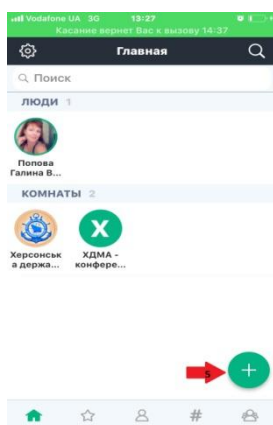 Vodafone UA 3G 13:27
Касание вернет Вас к вызову 14:37
Главная
Поиск
ЛЮДИ 1
Попова
Галина В...
КОМНАТЫ 2
X
Херсонськ
а держа...
ХДМА -
конфере...
5
#